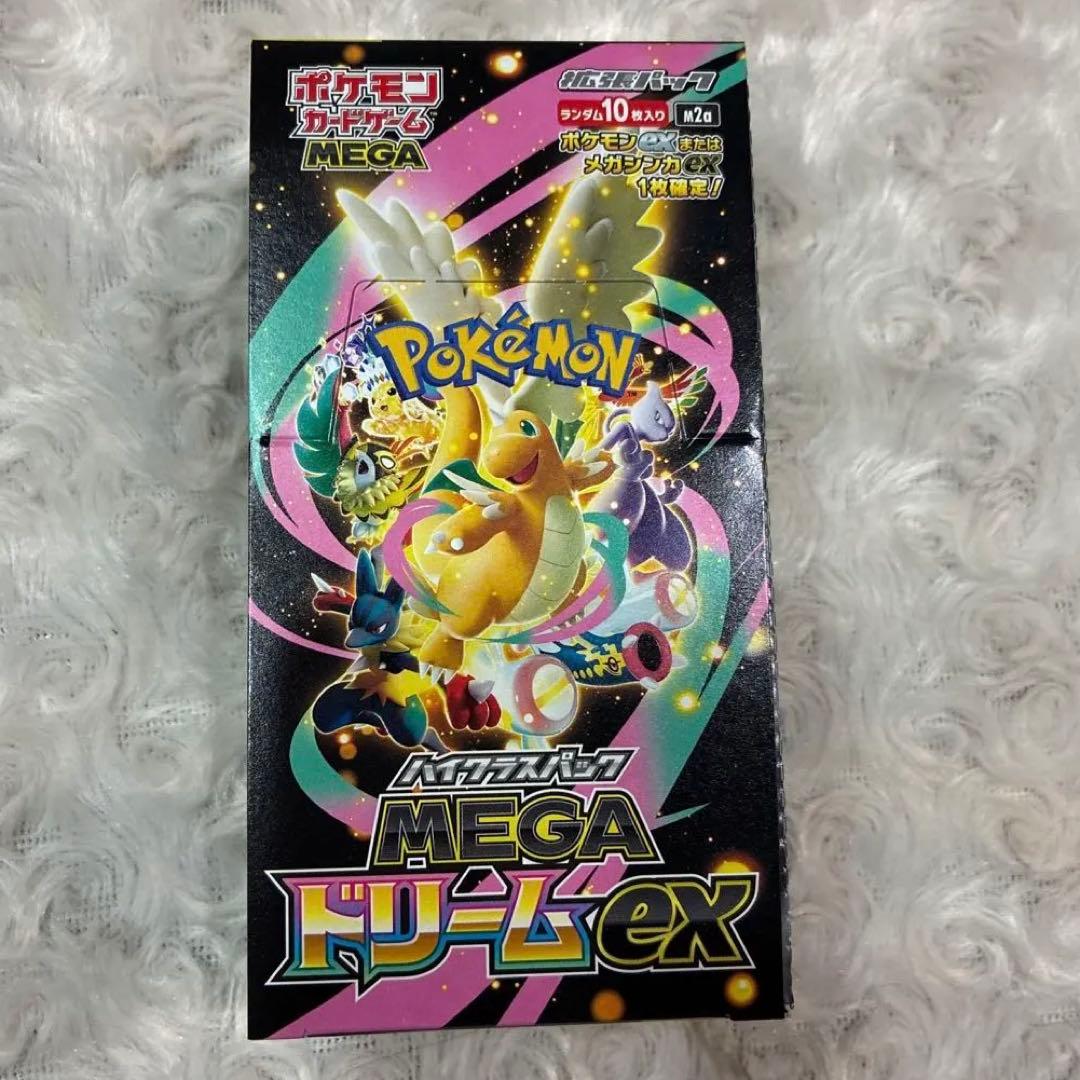 ポケモン
カードゲーム™
MEGA
拡張パック
ランダム10枚入り m2a
ポケモンexまたは
メガシンカex
1枚確定!
POKéMON™
ハイクラスパック
MEGA
ドリームex